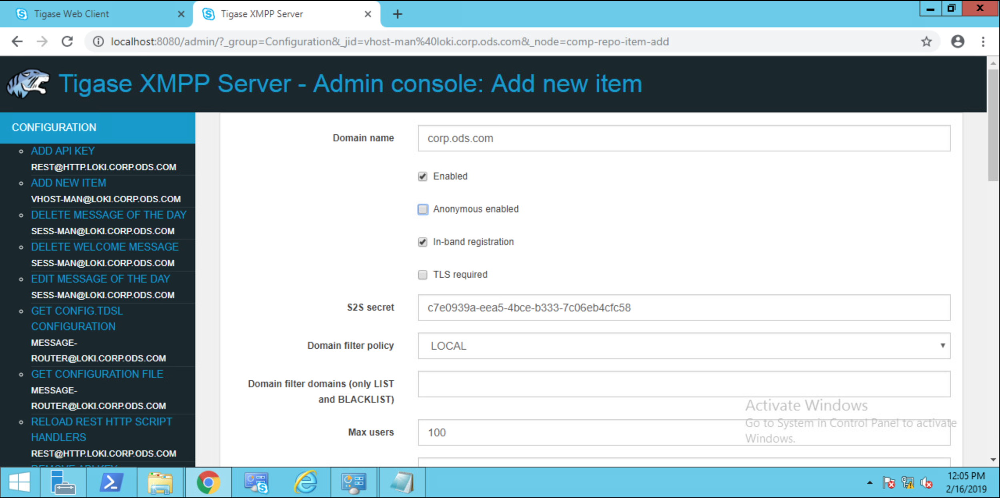 Tigase Web Client
Tigase XMPP Server
localhost:8080/admin/?_group=Configuration&_jid=vhost-man%40loki.corp.ods.com&_node=comp-repo-item-add
Tigase XMPP Server - Admin console: Add new item
CONFIGURATION
ADD API KEY
REST@HTTP.LOKI.CORP.ODS.COM
ADD NEW ITEM
VHOST-MAN@LOKI.CORP.ODS.COM
DELETE MESSAGE OF THE DAY
SESS-MAN@LOKI.CORP.ODS.COM
DELETE WELCOME MESSAGE
SESS-MAN@LOKI.CORP.ODS.COM
EDIT MESSAGE OF THE DAY
SESS-MAN@LOKI.CORP.ODS.COM
GET CONFIG.TDSL
CONFIGURATION
MESSAGE-
ROUTER@LOKI.CORP.ODS.COM
GET CONFIGURATION FILE
MESSAGE-
ROUTER@LOKI.CORP.ODS.COM
RELOAD REST HTTP SCRIPT
HANDLERS
REST@HTTP.LOKI.CORP.ODS.COM
REMOVE API KEY
Domain name
corp.ods.com
Enabled
Anonymous enabled
In-band registration
TLS required
S2S secret
c7e0939a-eea5-4bce-b333-7c06eb4cfc58
Domain filter policy
LOCAL
Domain filter domains (only LIST
and BLACKLIST)
Max users
100
Activate Windows
Go to System in Control Panel to activate
Windows.
12:05 PM
2/16/2019